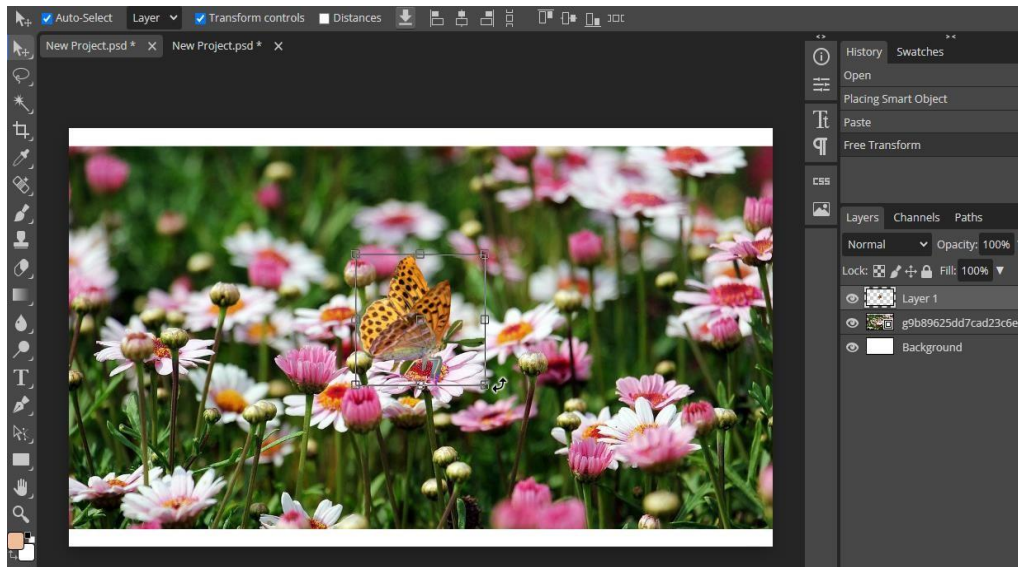 Auto-Select Layer Transform controls Distances
New Project.psd * New Project.psd *
History Swatches
Open
Placing Smart Object
Paste
Free Transform
CSS
Layers Channels Paths
Normal Opacity: 100%
Lock: Fill: 100%
Layer 1
g9b89625dd7cad23c6e
Background